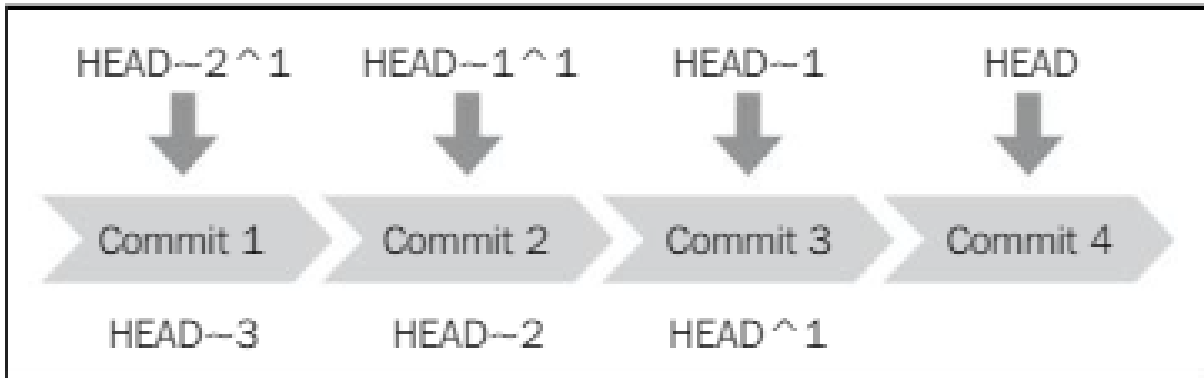 HEAD~2^1 HEAD~1^1 HEAD~1 HEAD
Commit 1 Commit 2 Commit 3 Commit 4
HEAD~3 HEAD~2 HEAD^1